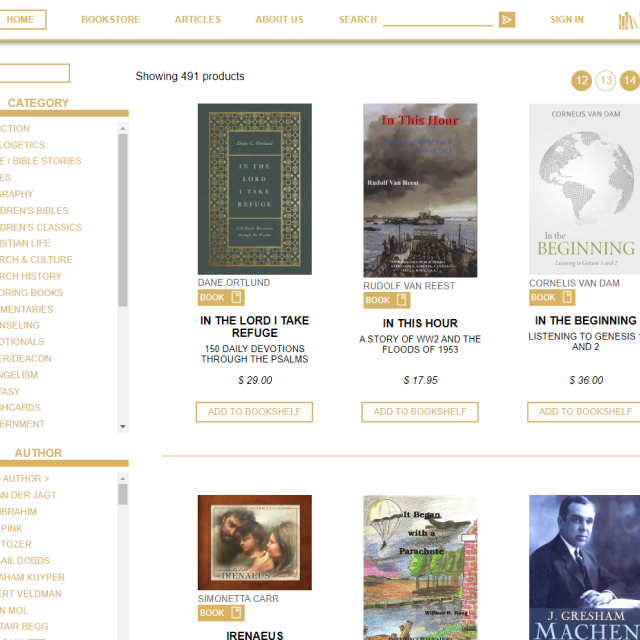 HOME
BOOKSTORE
ARTICLES
ABOUT US
SEARCH
SIGN IN
Showing 491 products
12
13
14
CATEGORY
ICTION
LOGETICS
E / BIBLE STORIES
ES
GRAPHY
DREN'S BIBLES
DREN'S CLASSICS
ISTIAN LIFE
RCH & CULTURE
RCH HISTORY
ORING BOOKS
MENTARIES
NSELING
OTIONALS
ER/DEACON
NGELISM
TASY
SHCARDS
ERNMENT
AUTHOR
AUTHOR >
AN DER JAGT
IBRAHIM
PINK
TOZER
AIL DODDS
AHAM KUYPER
ERT VELDMAN
N MOL
TAIR BEGG
Dane C. Ortlund
IN THE
LORD
I TAKE
REFUGE
150 Daily Devotions
through the Psalms
DANE ORTLUND
BOOK
IN THE LORD I TAKE
REFUGE
150 DAILY DEVOTIONS
THROUGH THE PSALMS
$ 29.00
ADD TO BOOKSHELF
In This Hour
Rudolf Van Reest
RUDOLF VAN REEST
BOOK
IN THIS HOUR
A STORY OF WW2 AND THE
FLOODS OF 1953
$ 17.95
ADD TO BOOKSHELF
CORNELIS VAN DAM
In the
BEGINNING
Listening to Genesis 1 and 2
CORNELIS VAN DAM
BOOK
IN THE BEGINNING
LISTENING TO GENESIS 1
AND 2
$ 36.00
ADD TO BOOKSHELF
IRENAEUS
SIMONETTA CARR
BOOK
IRENAEUS
It Began
with a
Parachute
William R. Rang
J. GRESHAM
MACHEN